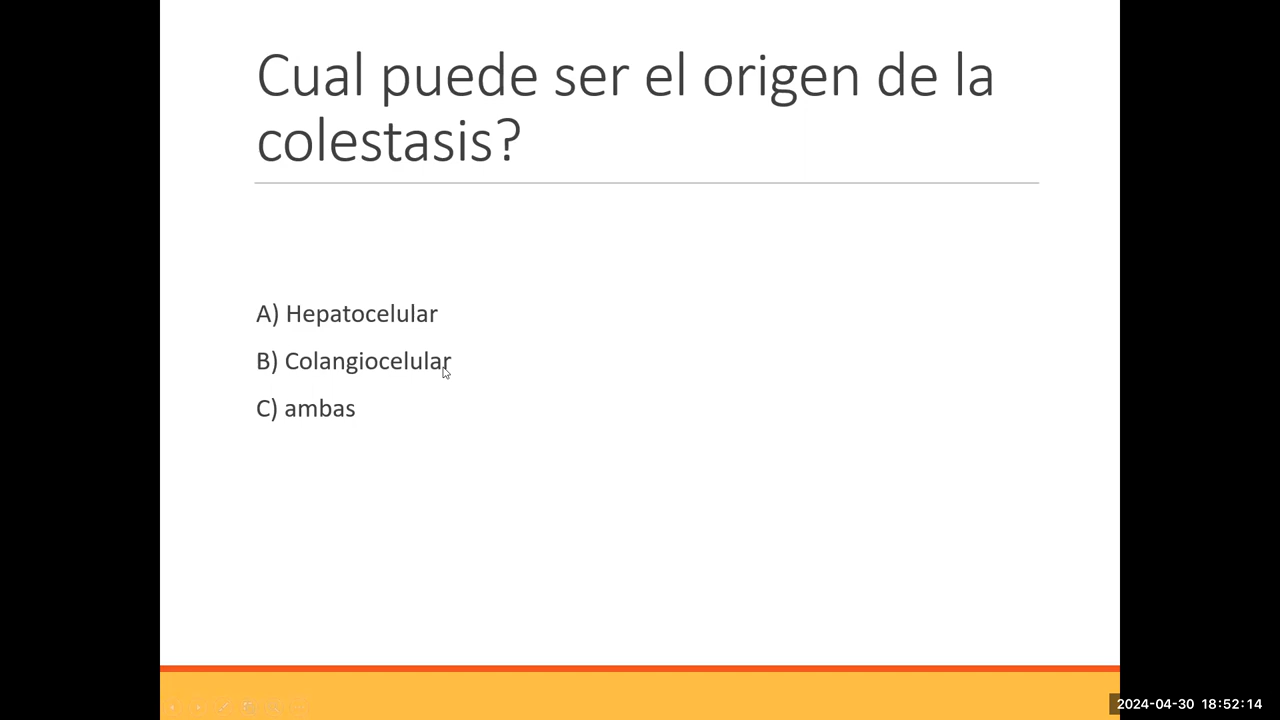 Cual puede ser el origen de la
colestasis?
A) Hepatocelular
B) Colangiocelular
C) ambas
2024-04-30 18:52:14